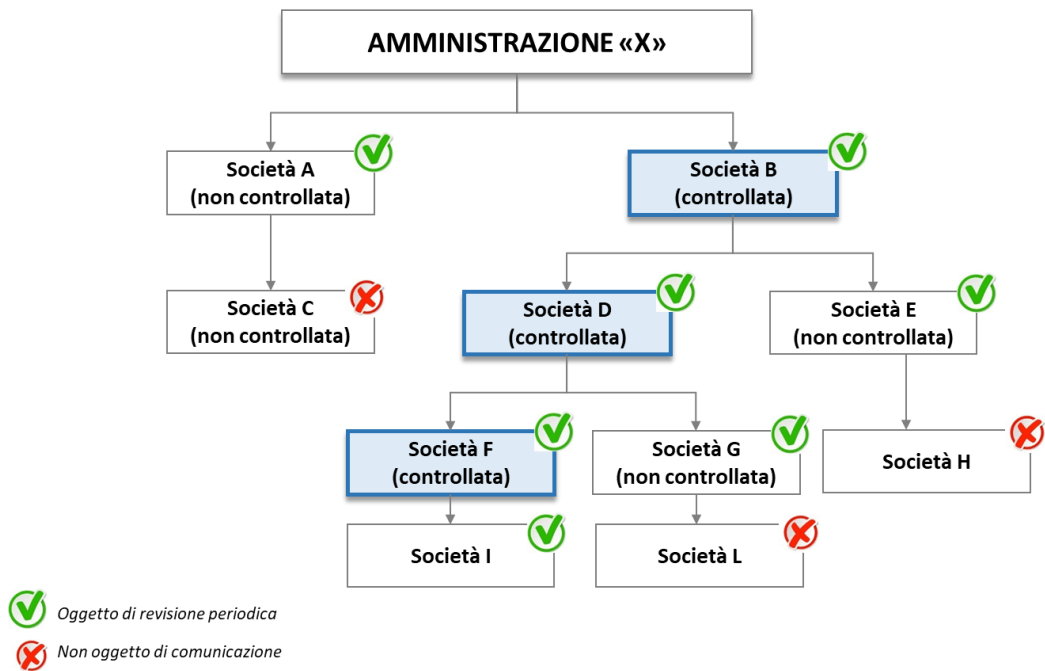 AMMINISTRAZIONE «X»
Società A
(non controllata)
Società B
(controllata)
Società C
(non controllata)
Società D
(controllata)
Società E
(non controllata)
Società F
(controllata)
Società G
(non controllata)
Società H
Società I
Società L
Oggetto di revisione periodica
Non oggetto di comunicazione